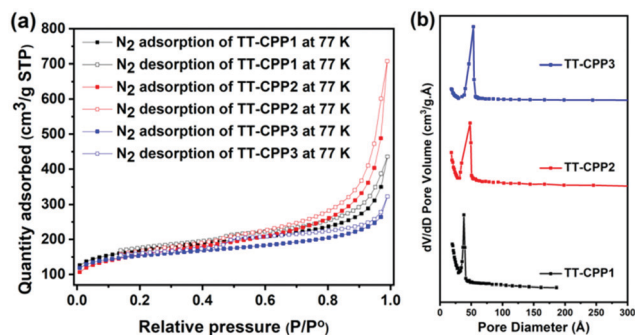 (a)
Quantity adsorbed (cm³/g STP)
800
700
600
500
400
300
200
100
N₂ adsorption of TT-CPP1 at 77 K
N₂ desorption of TT-CPP1 at 77 K
N₂ adsorption of TT-CPP2 at 77 K
N₂ desorption of TT-CPP2 at 77 K
N₂ adsorption of TT-CPP3 at 77 K
N₂ desorption of TT-CPP3 at 77 K
0.0 0.2 0.4 0.6 0.8 1.0
Relative pressure (P/P⁰)
(b)
dV/dD Pore Volume (cm³/g.Å)
TT-CPP3
TT-CPP2
TT-CPP1
0 50 100 150 200 250 300
Pore Diameter (Å)